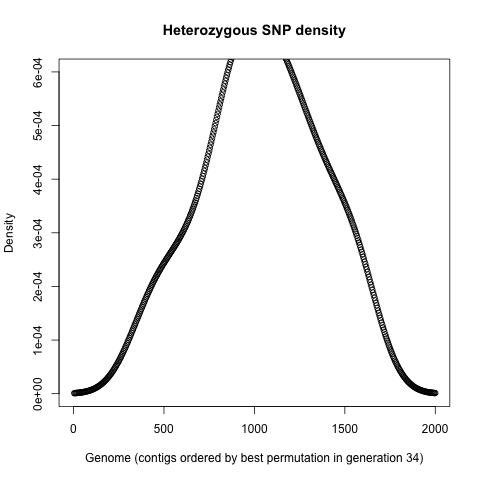 Heterozygous SNP density
Density
6e-04
5e-04
4e-04
3e-04
2e-04
1e-04
0e+00
0 500 1000 1500 2000
Genome (contigs ordered by best permutation in generation 34)